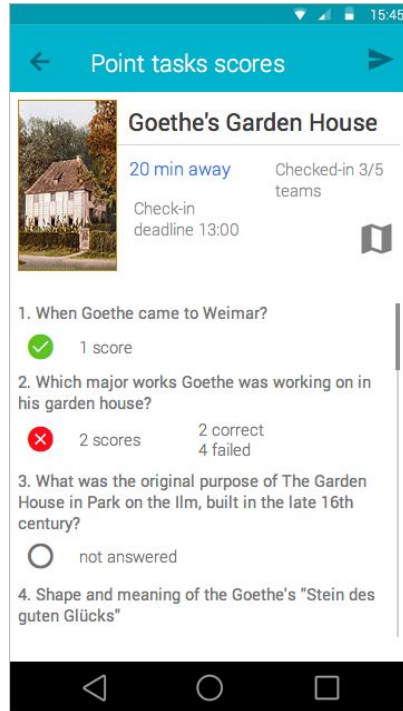 15:45
Point tasks scores
Goethe's Garden House
20 min away
Checked-in 3/5
teams
Check-in
deadline 13:00
1. When Goethe came to Weimar?
1 score
2. Which major works Goethe was working on in
his garden house?
2 scores
2 correct
4 failed
3. What was the original purpose of The Garden
House in Park on the Ilm, built in the late 16th
century?
not answered
4. Shape and meaning of the Goethe's "Stein des
guten Glücks"